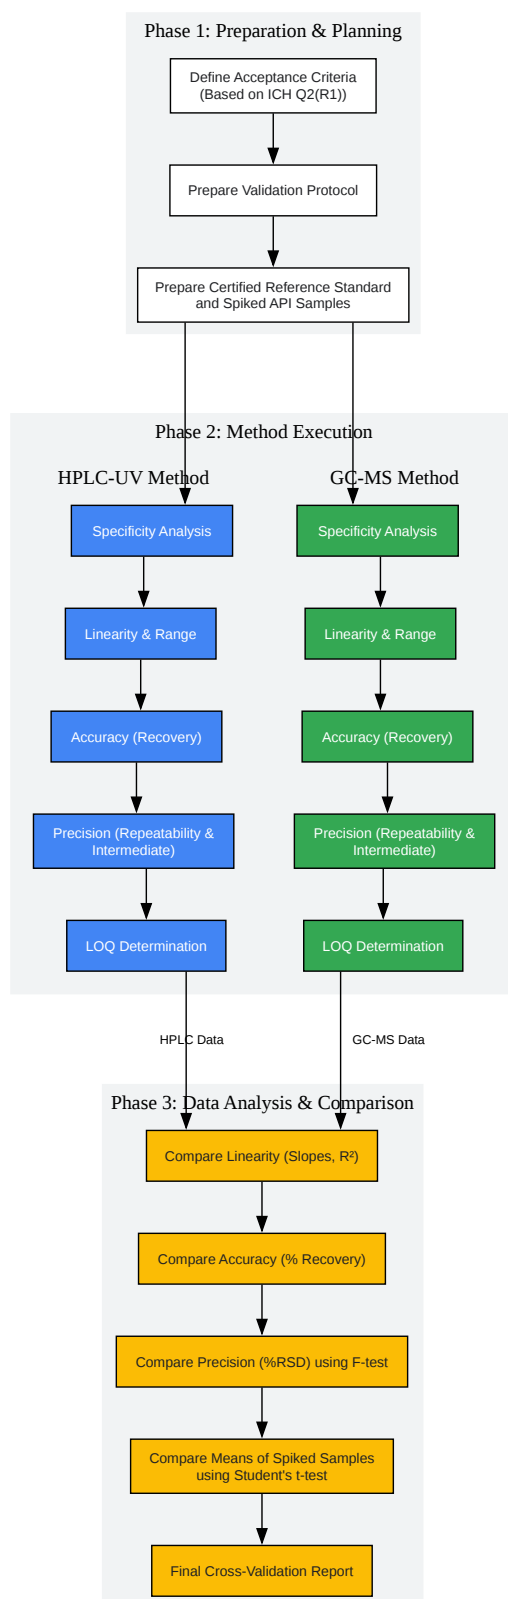 Phase 1: Preparation & Planning
Define Acceptance Criteria
(Based on ICH Q2(R1))
Prepare Validation Protocol
Prepare Certified Reference Standard
and Spiked API Samples
Phase 2: Method Execution
HPLC-UV Method
Specificity Analysis
Linearity & Range
Accuracy (Recovery)
Precision (Repeatability &
Intermediate)
LOQ Determination
HPLC Data
GC-MS Method
Specificity Analysis
Linearity & Range
Accuracy (Recovery)
Precision (Repeatability &
Intermediate)
LOQ Determination
GC-MS Data
Phase 3: Data Analysis & Comparison
Compare Linearity (Slopes, R²)
Compare Accuracy (% Recovery)
Compare Precision (%RSD) using F-test
Compare Means of Spiked Samples
using Student's t-test
Final Cross-Validation Report